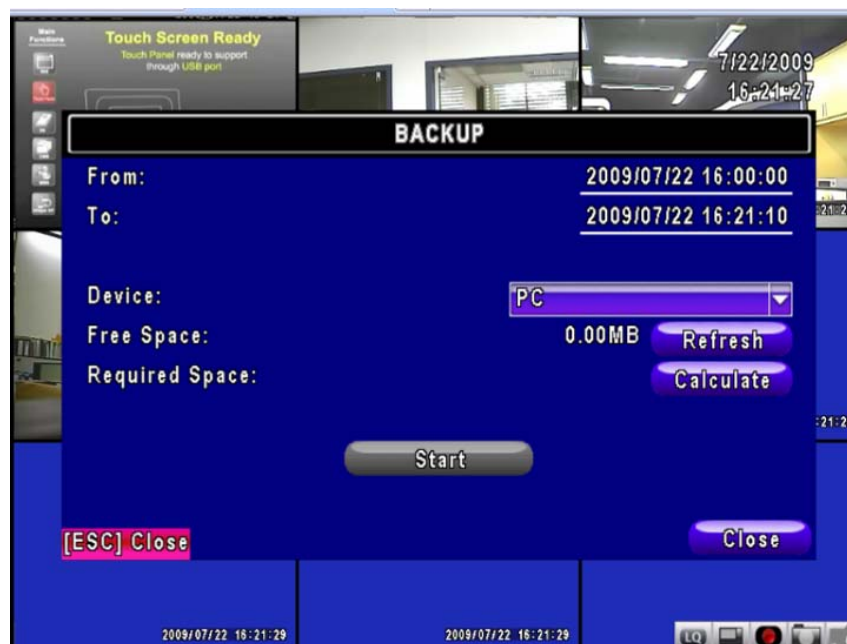 Main
Functions
Touch Screen Ready
Touch Panel ready to support
through USB port
7/22/2009
16:21:27
BACKUP
From: 2009/07/22 16:00:00
To: 2009/07/22 16:21:10
Device: PC
Free Space: 0.00MB Refresh
Required Space: Calculate
Start
[ESC] Close
Close
2009/07/22 16:21:29
2009/07/22 16:21:29
LQ